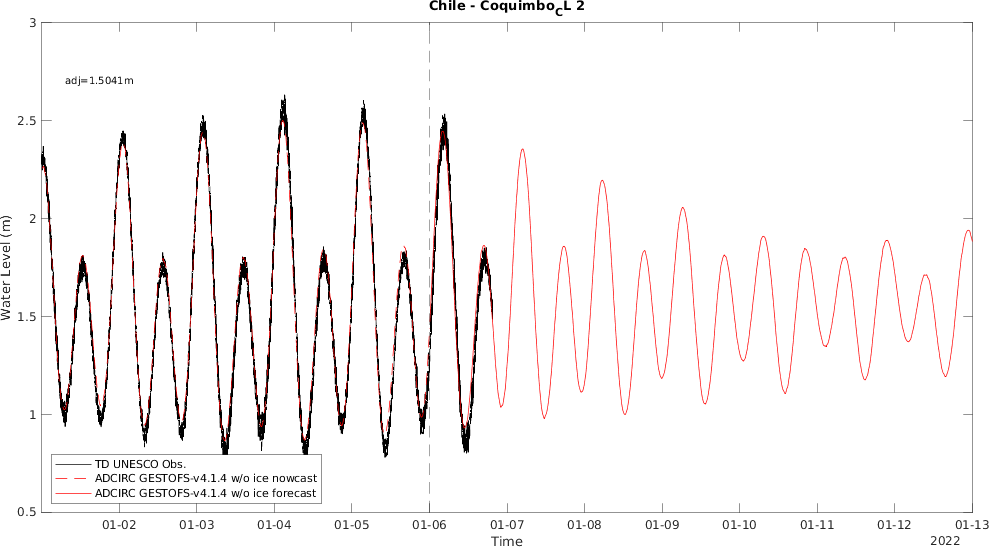 Chile - Coquimbo_CL 2
3
adj=1.5041m
2.5
2
Water Level (m)
1.5
1
TD UNESCO Obs.
ADCIRC GESTOFS-v4.1.4 w/o ice nowcast
ADCIRC GESTOFS-v4.1.4 w/o ice forecast
0.5
01-02 01-03 01-04 01-05 01-06 01-07 01-08 01-09 01-10 01-11 01-12 01-13
Time
2022